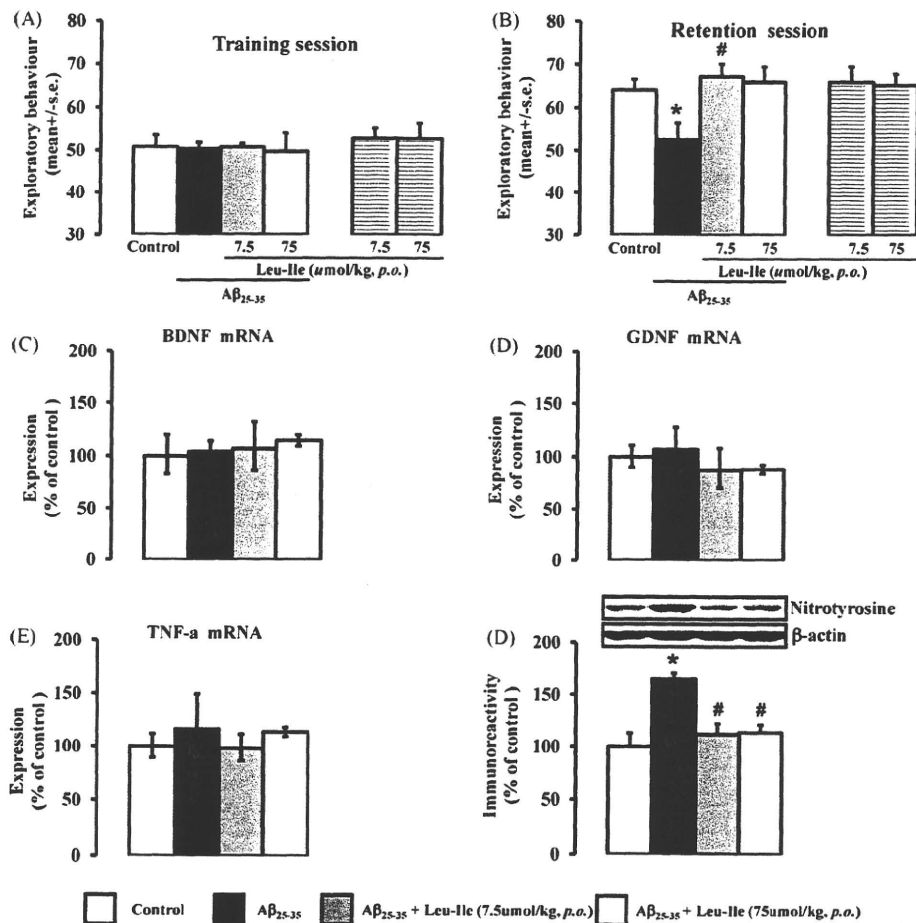 (A)
Training session
Exploratory behaviour
(mean+/-s.e.)
80
70
60
50
40
30
Control
7.5
75
7.5
75
Leu-Ile (umol/kg, p.o.)
Aβ25-35
(B)
Retention session
Exploratory behaviour
(mean+/-s.e.)
80
70
60
50
40
30
*
#
Control
7.5
75
7.5
75
Leu-Ile (umol/kg, p.o.)
Aβ25-35
(C)
BDNF mRNA
Expression
(% of control )
200
150
100
50
0
(D)
GDNF mRNA
Expression
(% of control )
200
150
100
50
0
(E)
TNF-a mRNA
Expression
(% of control )
200
150
100
50
0
Nitrotyrosine
β-actin
(D)
Immunoreactivity
(% of control )
200
150
100
50
0
*
#
#
Control
Aβ25-35
Aβ25-35 + Leu-Ile (7.5umol/kg, p.o.)
Aβ25-35 + Leu-Ile (75umol/kg, p.o.)